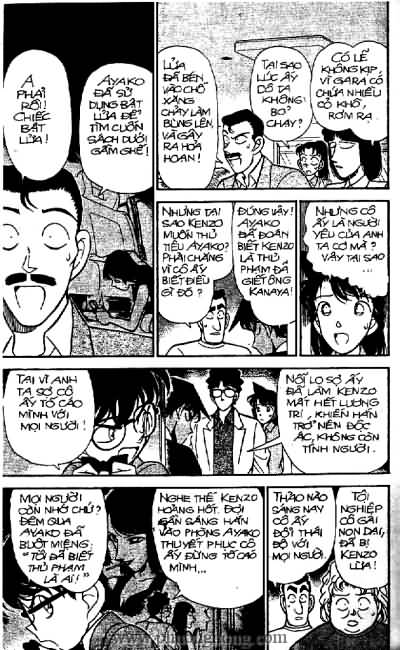 À
PHẢI
RỒI!
CHIẾC
BẬT
LỬA!
AYAKO
ĐÃ SỬ
DỤNG BẬT
LỬA ĐỂ
TÌM CUỐN
SÁCH DƯỚI
GẦM GHẾ!
LỬA
ĐÃ BÉN,
VÀO CHỖ
XĂNG
CHẢY LÀM
BÙNG LÊN,
VÀ GÂY
RA HỎA
HOẠN!
TẠI SAO
LÚC ẤY
DÔ TA
KHÔNG
BỎ
CHẠY?
CÓ LẼ
KHÔNG KỊP,
VÌ GARA CÓ
CHỨA NHIỀU
CỎ KHÔ,
RƠM RẠ.
NHƯNG TẠI
SAO KENZO
MUỐN THỦ
TIÊU AYAKO?
PHẢI CHĂNG
VÌ CÔ ẤY
BIẾT ĐIỀU
GÌ ĐÓ?
ĐÚNG VẬY!
AYAKO
ĐÃ ĐOÁN
BIẾT KENZO
LÀ THỦ
PHẠM ĐÃ
GIẾT ÔNG
KANAYA!
NHƯNG CÔ
ẤY LÀ NGƯỜI
YÊU CỦA ANH
TA CƠ MÀ?
VẬY TẠI SAO
...
TẠI VÌ ANH
TA SỢ CÔ
ẤY TỐ CÁO
MÌNH VỚI
MỌI NGƯỜI!
NỖI LO SỢ ẤY
ĐÃ LÀM KENZO
MẤT HẾT LƯƠNG
TRI, KHIẾN HẮN
TRỞ NÊN ĐỘC
ÁC, KHÔNG CÒN
TÍNH NGƯỜI.
MỌI NGƯỜI
CÒN NHỚ CHỨ?
ĐÊM QUA
AYAKO ĐÃ
BUỘT MIỆNG:
"TÔI ĐÃ BIẾT
THỦ PHẠM
LÀ AI!"
NGHE THẾ KENZO
HOẢNG HỐT. ĐỢI
GẦN SÁNG HẮN
VÀO PHÒNG AYAKO
THUYẾT PHỤC CÔ
ẤY ĐỪNG TỐ CÁO
MÌNH...
THẢO NÀO
SÁNG NAY
CÔ ẤY
ĐỔI THÁI
ĐỘ VỚI
MỌI NGƯỜI.
TỘI
NGHIỆP
CÔ GÁI
NON DẠI,
ĐÃ BỊ
KENZO
LỪA!